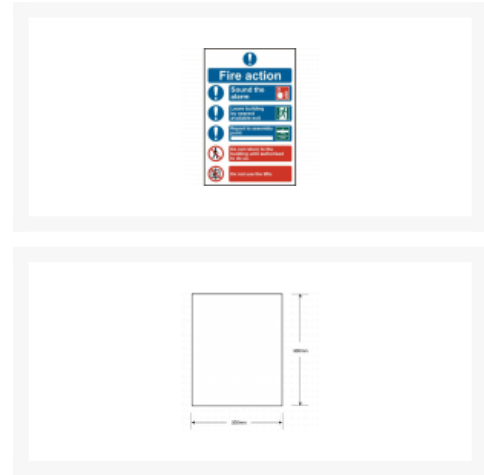 Fire action
Sound the
alarm
Leave building
by nearest
available exit
Report to assembly
point
Do not return to the
building until authorised
to do so.
Do not use the lifts.